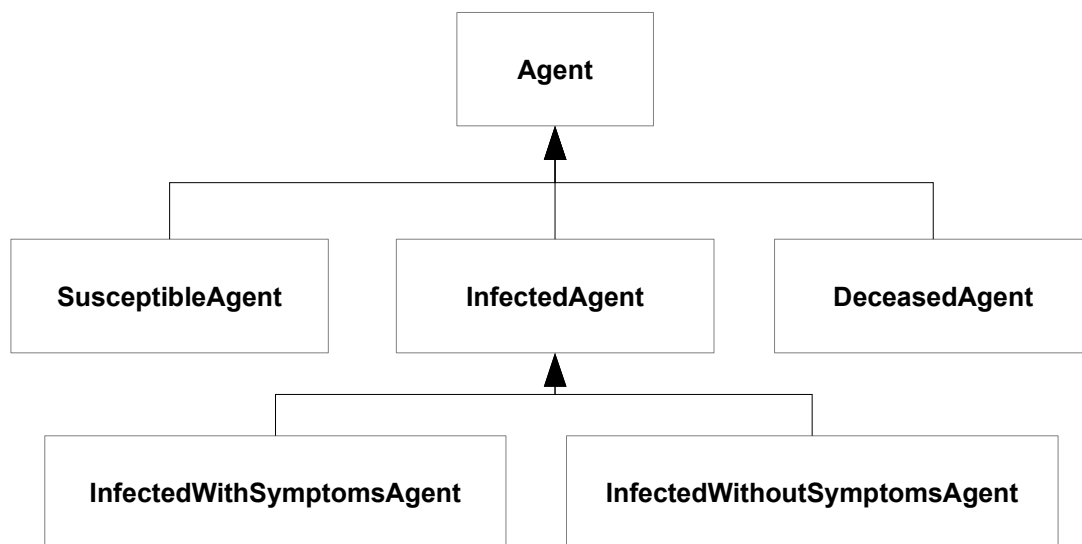 Agent
SusceptibleAgent
InfectedAgent
DeceasedAgent
InfectedWithSymptomsAgent
InfectedWithoutSymptomsAgent